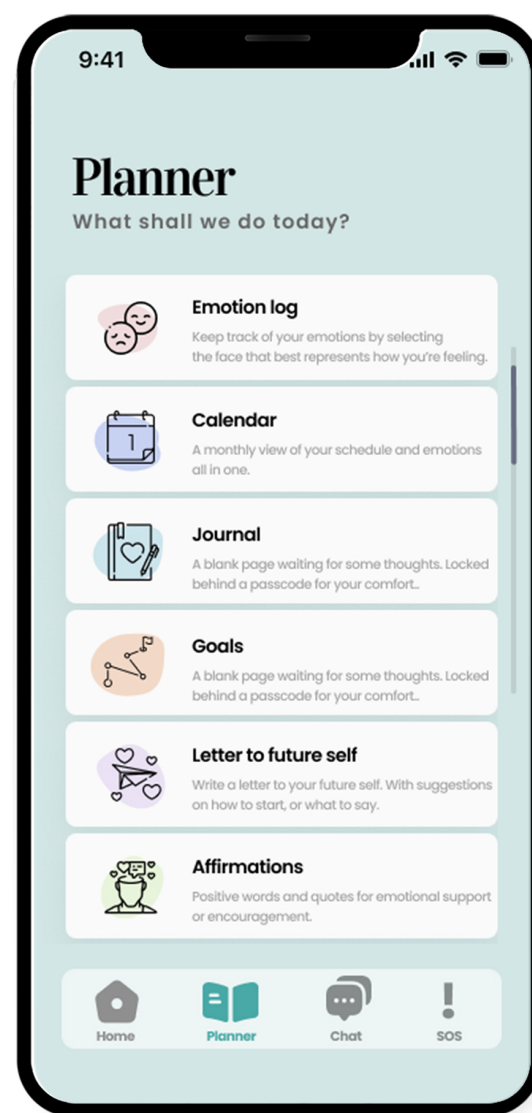 9:41
Planner
What shall we do today?
Emotion log
Keep track of your emotions by selecting
the face that best represents how you're feeling.
Calendar
1
A monthly view of your schedule and emotions
all in one.
Journal
A blank page waiting for some thoughts. Locked
behind a passcode for your comfort..
Goals
A blank page waiting for some thoughts. Locked
behind a passcode for your comfort..
Letter to future self
Write a letter to your future self. With suggestions
on how to start, or what to say.
Affirmations
Positive words and quotes for emotional support
or encouragement.
Home
Planner
Chat
SOS